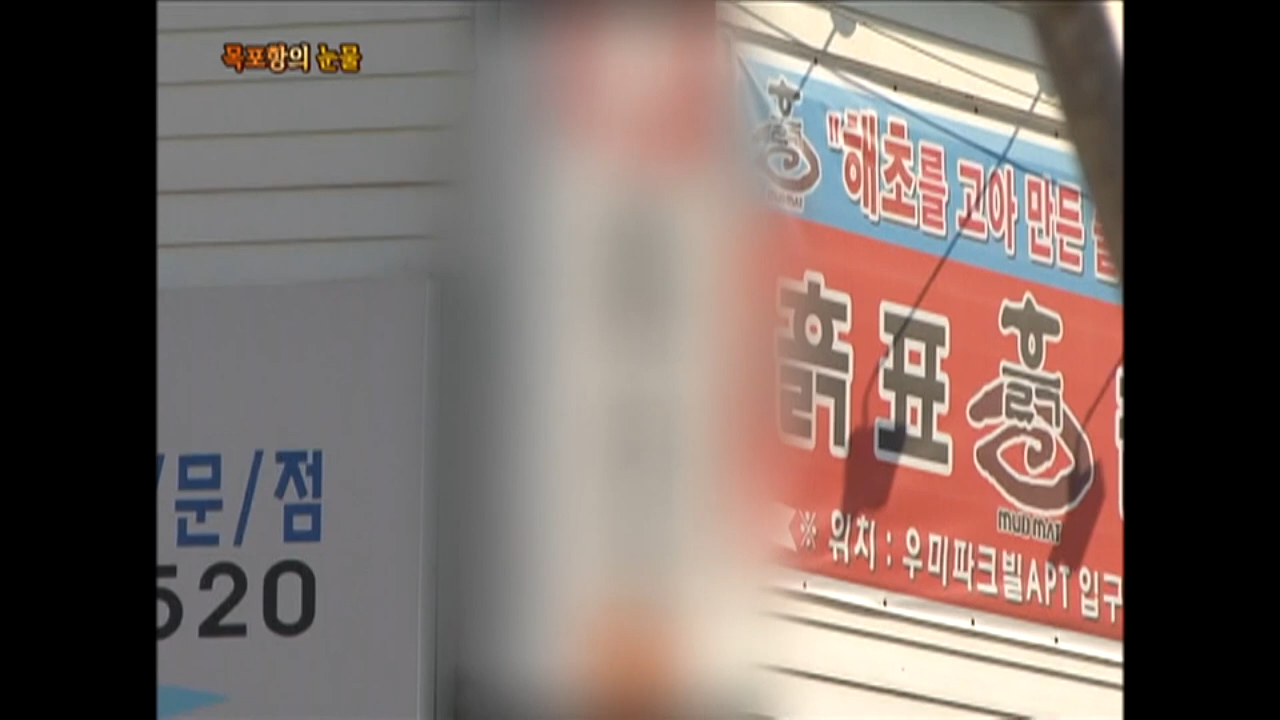 목포항의 눈물
"해초를 고아 만든
흙표
흙
MUD MAT
※ 위치 : 우미파크빌APT 입구
/문/점
520